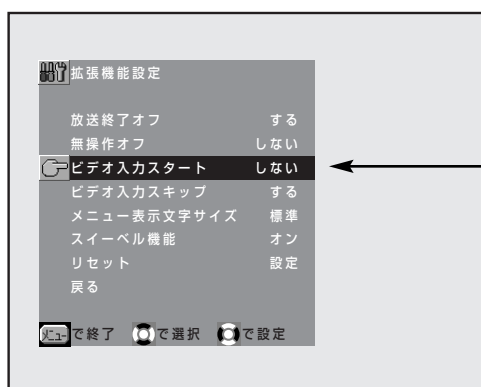 拡張機能設定
放送終了オフ する
無操作オフ しない
ビデオ入力スタート しない
ビデオ入力スキップ する
メニュー表示文字サイズ 標準
スイーベル機能 オン
リセット 設定
戻る
メニュー で終了 で選択 で設定